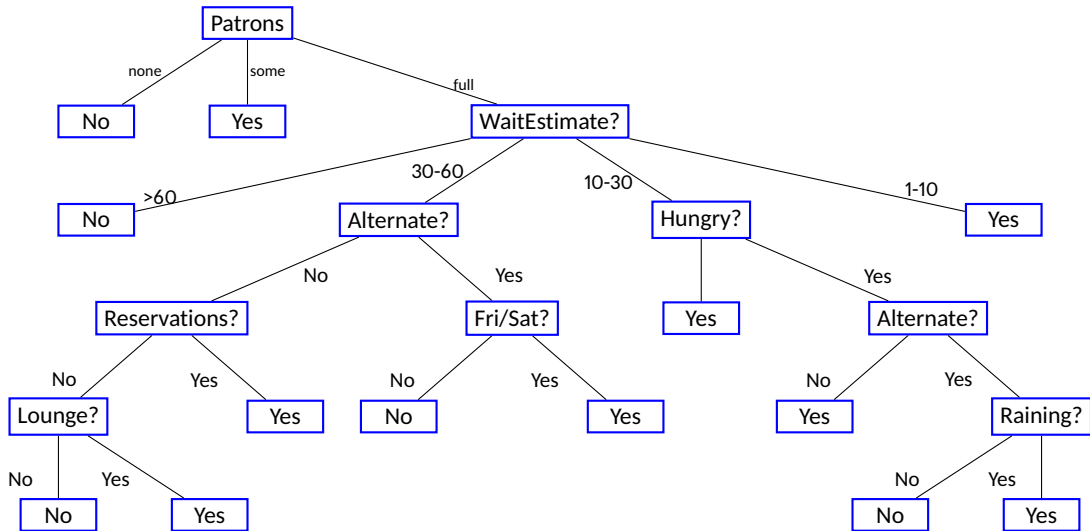 Patrons
none
some
full
No
Yes
WaitEstimate?
>60
30-60
10-30
1-10
No
Alternate?
Hungry?
Yes
No
Yes
Yes
Reservations?
Fri/Sat?
Yes
Alternate?
No
Yes
No
Yes
No
Yes
Lounge?
Yes
No
Yes
Yes
Raining?
No
Yes
No
Yes
No
Yes
No
Yes